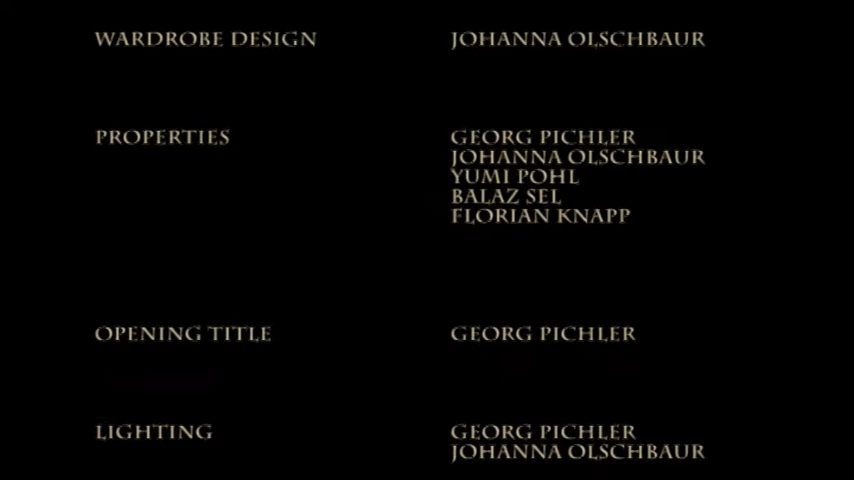 WARDROBE DESIGN JOHANNA OLSCHBAUR
PROPERTIES GEORG PICHLER
JOHANNA OLSCHBAUR
YUMI POHL
BALAZ SEL
FLORIAN KNAPP
OPENING TITLE GEORG PICHLER
LIGHTING GEORG PICHLER
JOHANNA OLSCHBAUR